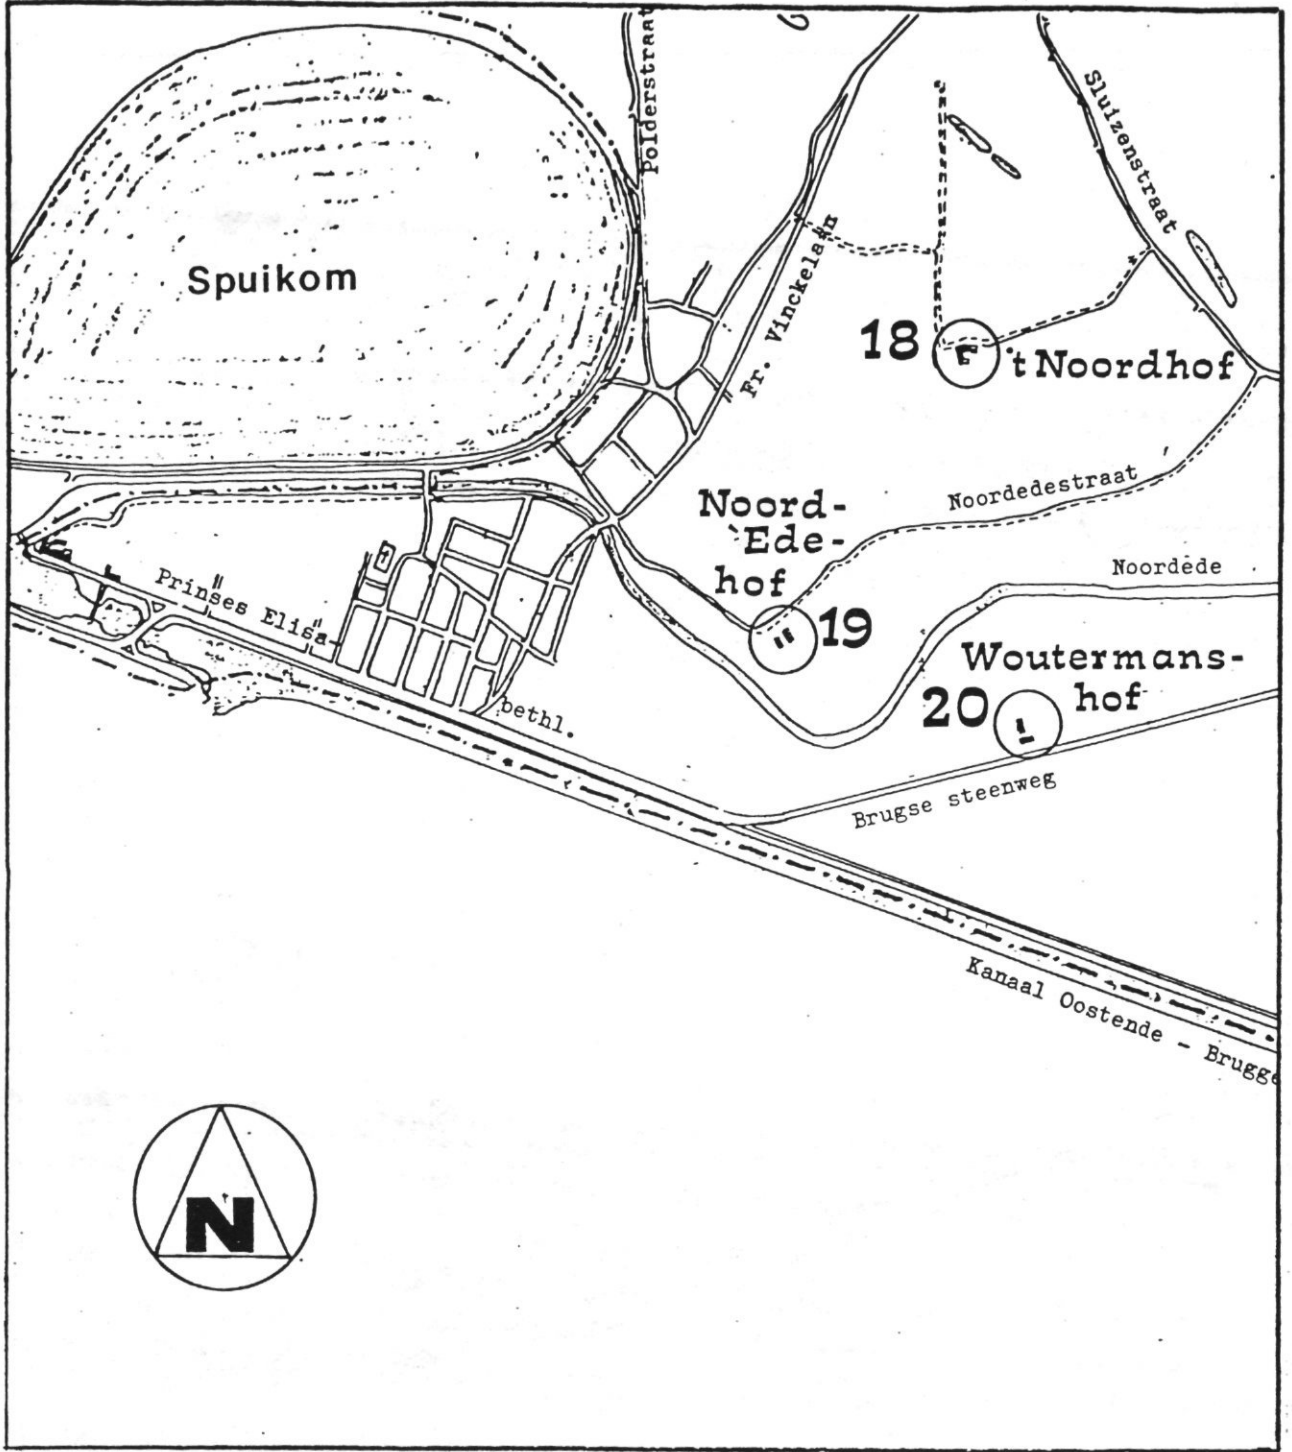 Polderstraat
Sluizenstraat
Spuikom
Fr. Vinckelaan
18
't Noordhof
Noord-
Ede-
hof
19
Noordedestraat
Noordede
Prinses Elisa-
bethl.
Woutermans-
hof
20
Brugse steenweg
Kanaal Oostende - Brugge
N